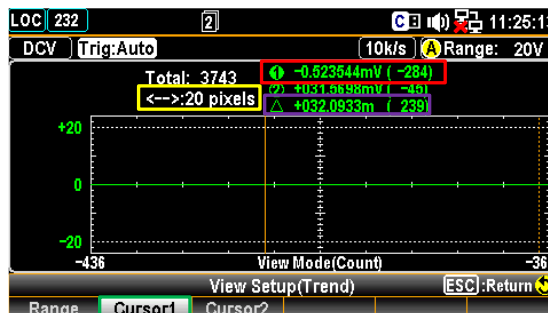 LOC 232 2 C 11:25:1
DCV Trig:Auto 10k/s A Range: 20V
Total: 3743 1 -0.523544mV ( -284)
<-->:20 pixels 2 +031.5698mV ( -45)
△ +032.0933m ( 239)
+20
0
-20
-436 View Mode(Count) -36
View Setup(Trend) ESC:Return
Range Cursor1 Cursor2